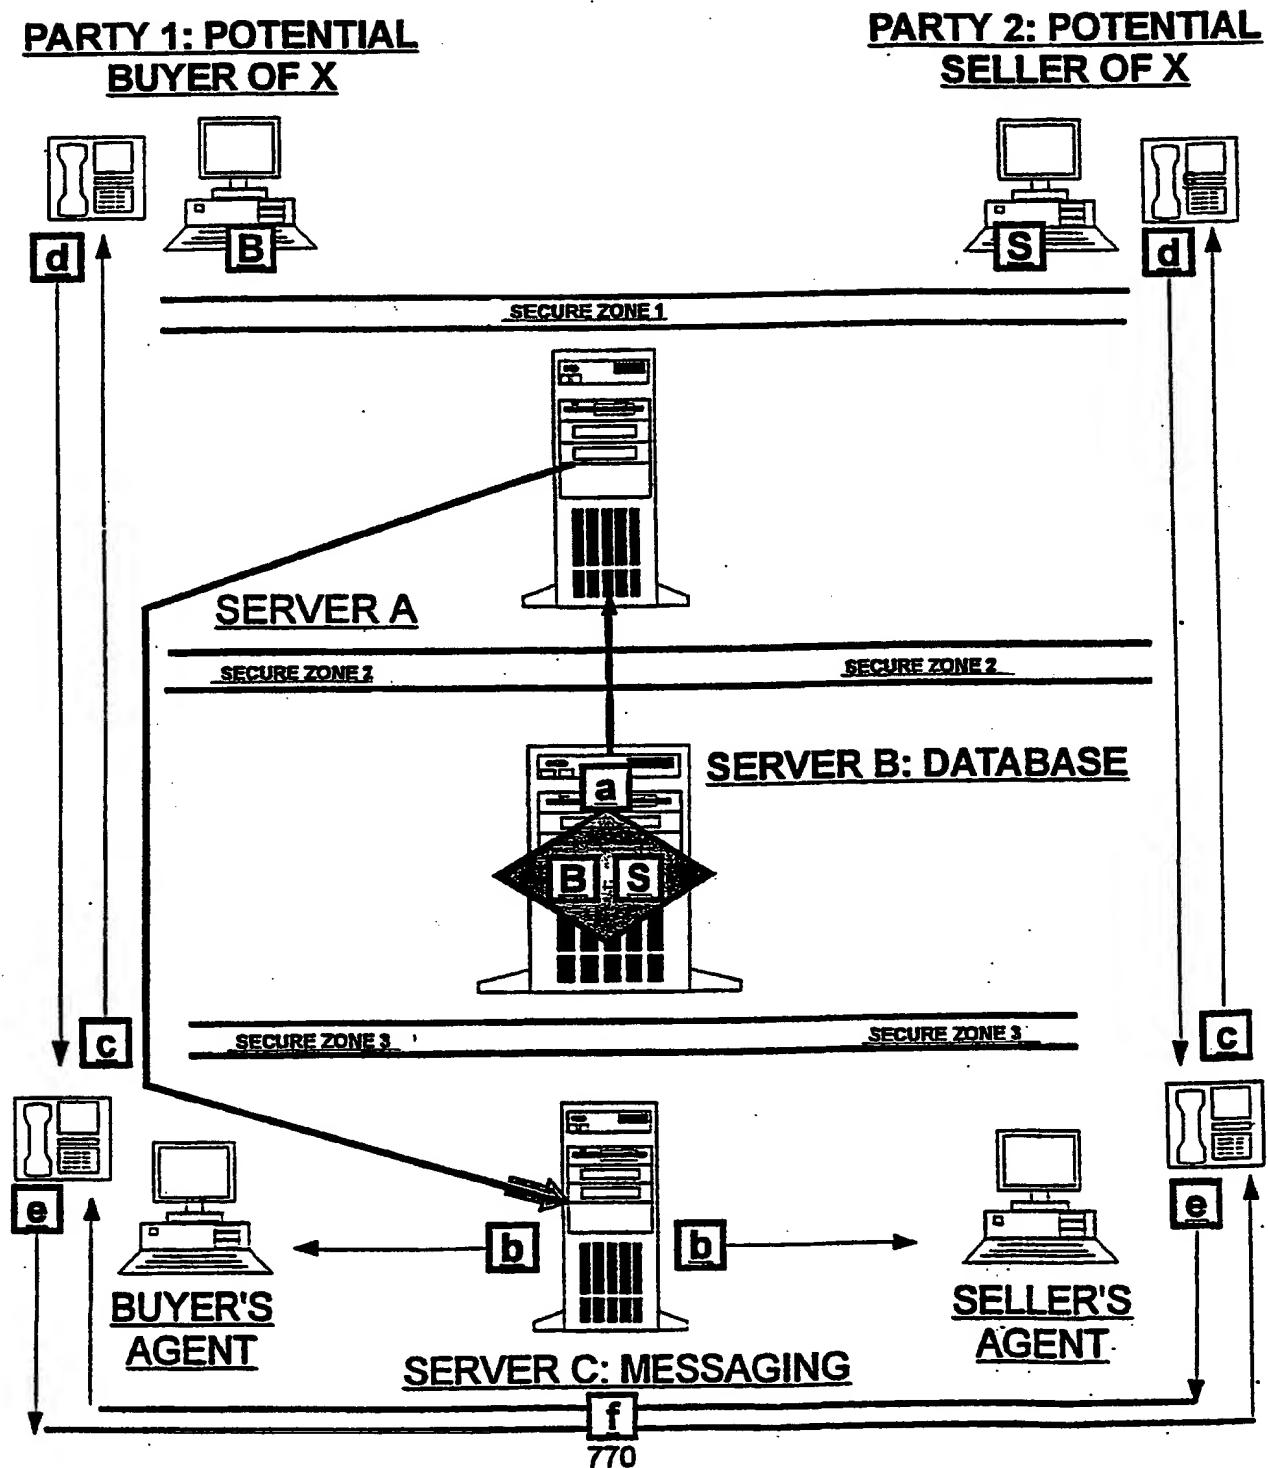 PARTY 1: POTENTIAL
BUYER OF X
PARTY 2: POTENTIAL
SELLER OF X
d
B
S
d
SECURE ZONE 1
SERVER A
SECURE ZONE 2
SECURE ZONE 2
SERVER B: DATABASE
a
B
S
c
SECURE ZONE 3
SECURE ZONE 3
c
e
b
b
e
BUYER'S
AGENT
SELLER'S
AGENT
SERVER C: MESSAGING
f
770